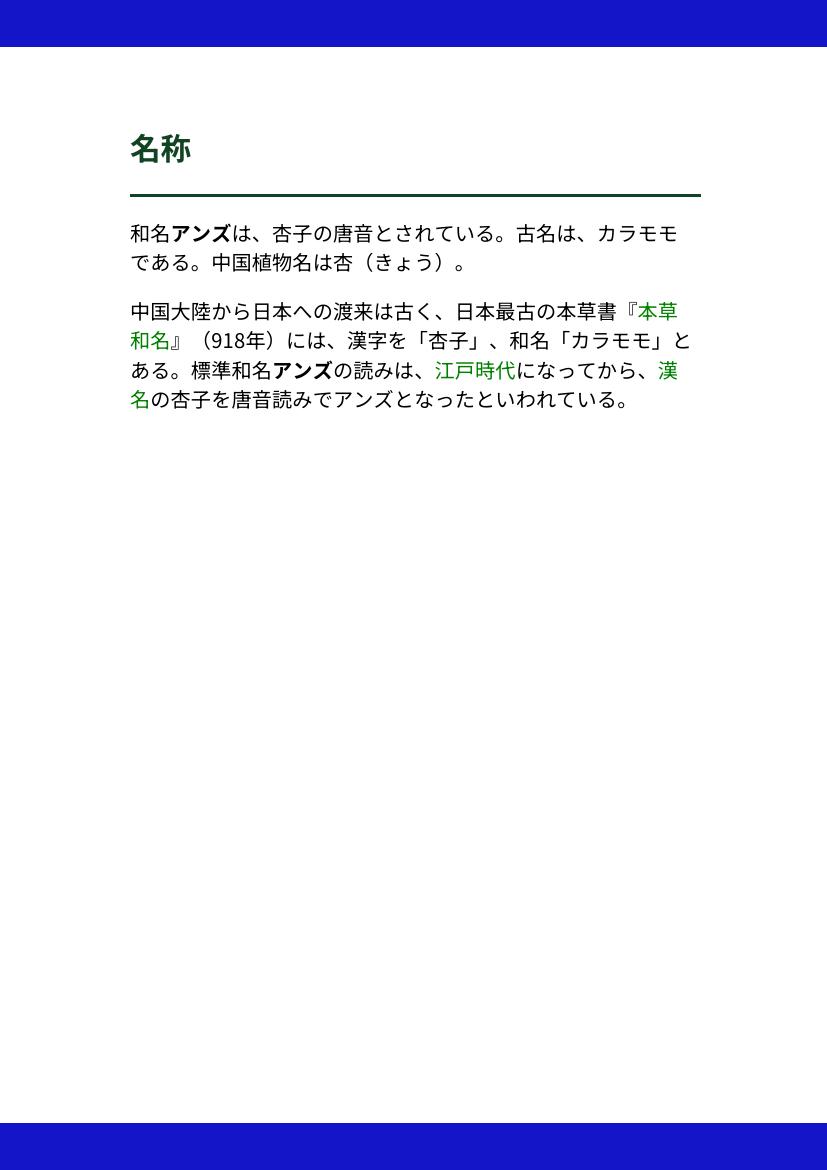 名称
和名アンズは、杏子の唐音とされている。古名は、カラモモ
である。中国植物名は杏（きょう）。
中国大陸から日本への渡来は古く、日本最古の本草書『本草
和名』（918年）には、漢字を「杏子」、和名「カラモモ」と
ある。標準和名アンズの読みは、江戸時代になってから、漢
名の杏子を唐音読みでアンズとなったといわれている。